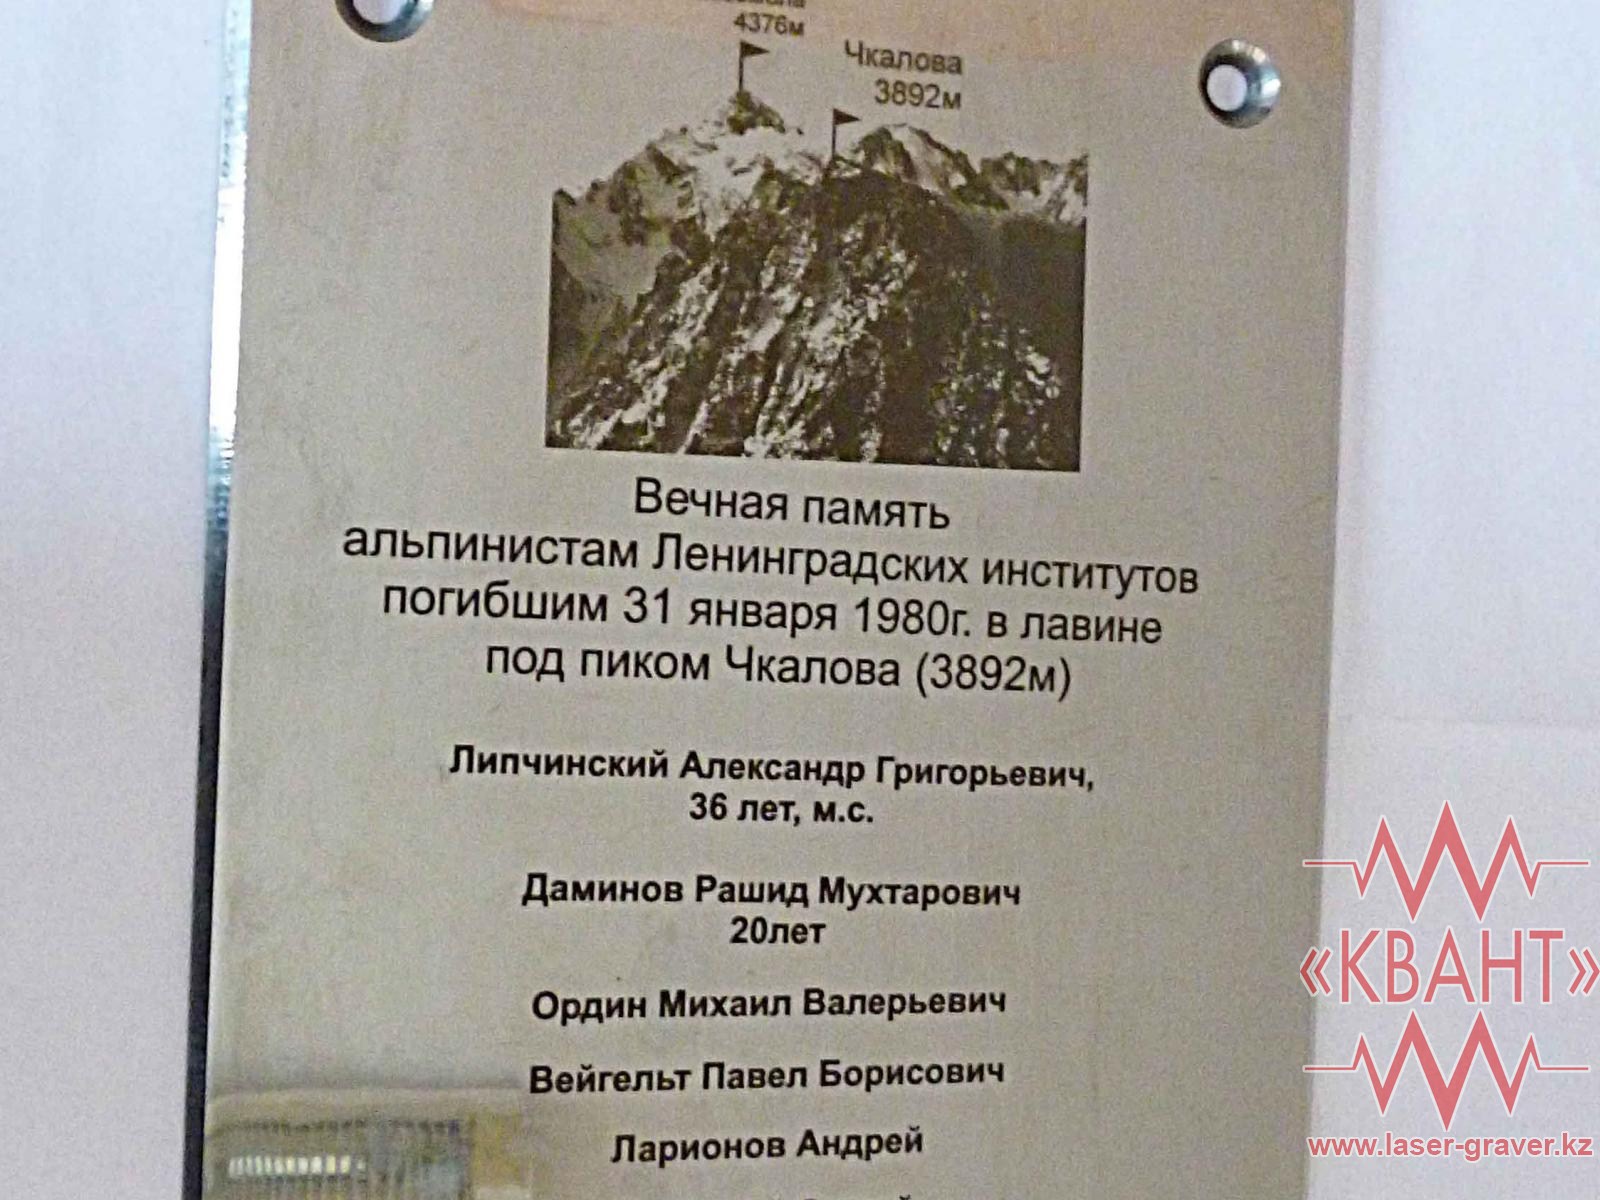 4376м
Чкалова
3892м
Вечная память
альпинистам Ленинградских институтов
погибшим 31 января 1980г. в лавине
под пиком Чкалова (3892м)
Липчинский Александр Григорьевич,
36 лет, м.с.
Даминов Рашид Мухтарович
20лет
Ордин Михаил Валерьевич
Вейгельт Павел Борисович
Ларионов Андрей
«КВАНТ»
www.laser-graver.kz